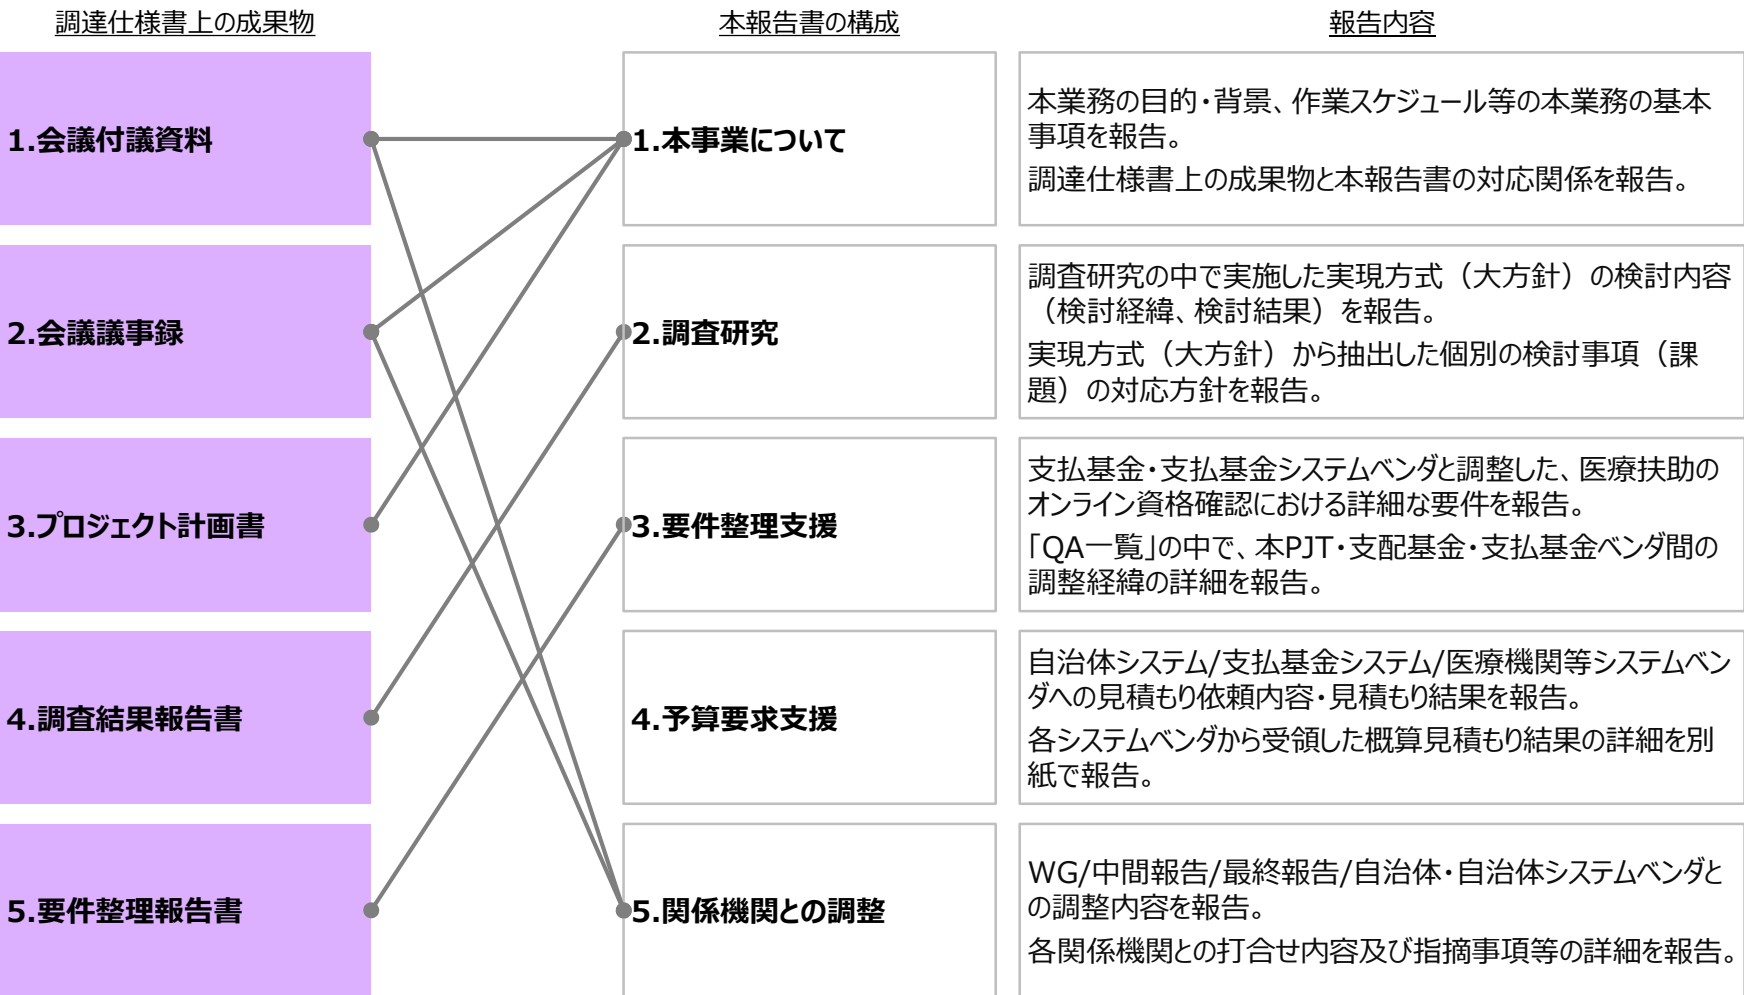 調達仕様書上の成果物
本報告書の構成
報告内容
1.会議付議資料
1.本事業について
本業務の目的・背景、作業スケジュール等の本業務の基本
事項を報告。
調達仕様書上の成果物と本報告書の対応関係を報告。
2.会議議事録
2.調査研究
調査研究の中で実施した実現方式（大方針）の検討内容
（検討経緯、検討結果）を報告。
実現方式（大方針）から抽出した個別の検討事項（課
題）の対応方針を報告。
3.プロジェクト計画書
3.要件整理支援
支払基金・支払基金システムベンダと調整した、医療扶助の
オンライン資格確認における詳細な要件を報告。
「QA一覧」の中で、本PJT・支配基金・支払基金ベンダ間の
調整経緯の詳細を報告。
4.調査結果報告書
4.予算要求支援
自治体システム/支払基金システム/医療機関等システムベン
ダへの見積もり依頼内容・見積もり結果を報告。
各システムベンダから受領した概算見積もり結果の詳細を別
紙で報告。
5.要件整理報告書
5.関係機関との調整
WG/中間報告/最終報告/自治体・自治体システムベンダと
の調整内容を報告。
各関係機関との打合せ内容及び指摘事項等の詳細を報告。